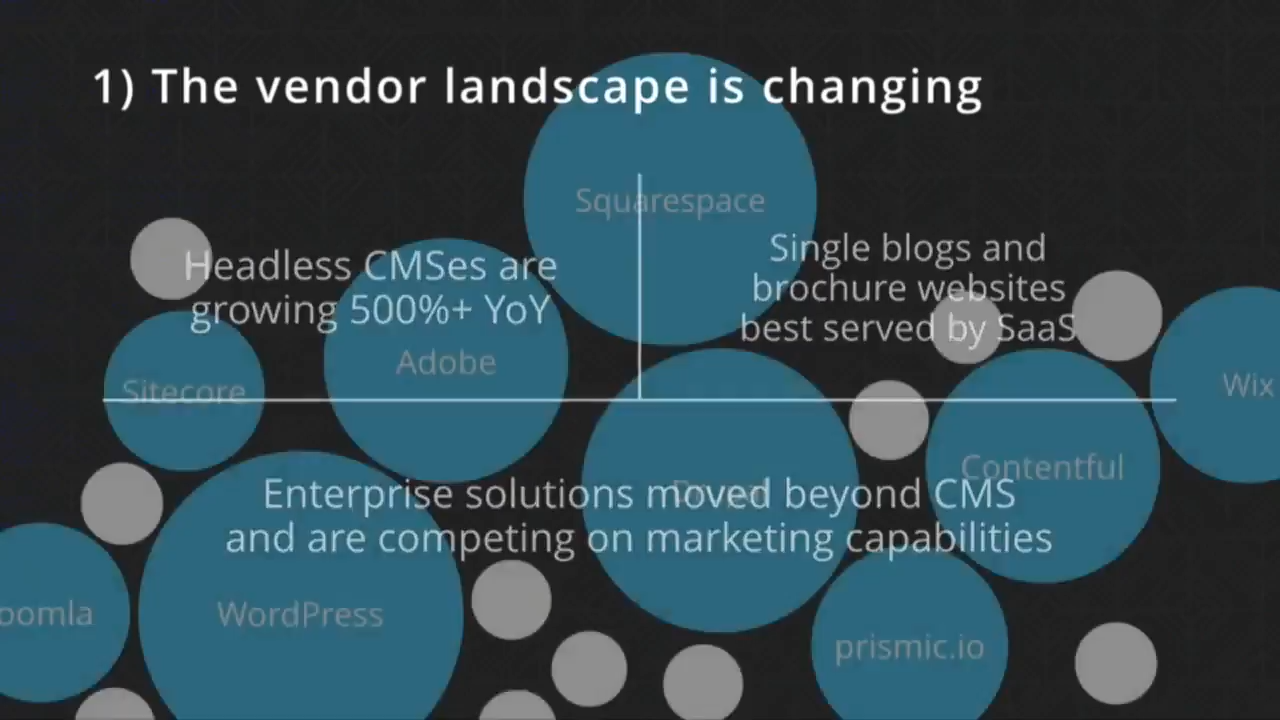 1) The vendor landscape is changing
Squarespace
Headless CMSes are
growing 500%+ YoY
Single blogs and
brochure websites
best served by SaaS
Adobe
Sitecore
Wix
Contentful
Enterprise solutions moved beyond CMS
and are competing on marketing capabilities
oomla
WordPress
prismic.io